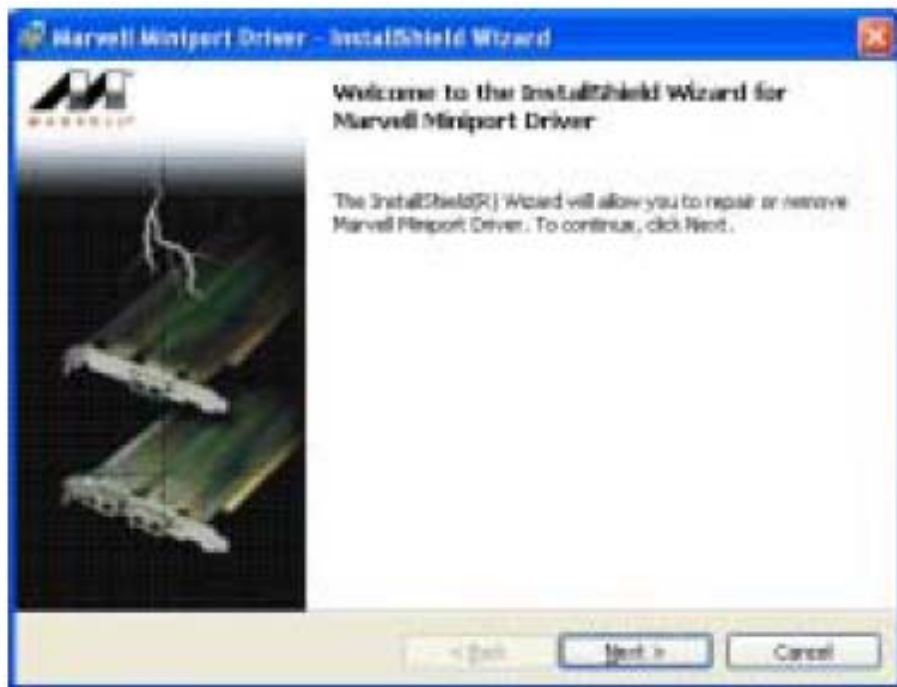 Marvell Miniport Driver - InstallShield Wizard
MARVELL
Welcome to the InstallShield Wizard for
Marvell Miniport Driver
The InstallShield(R) Wizard will allow you to repair or remove
Marvell Miniport Driver. To continue, click Next.
< Back
Next >
Cancel